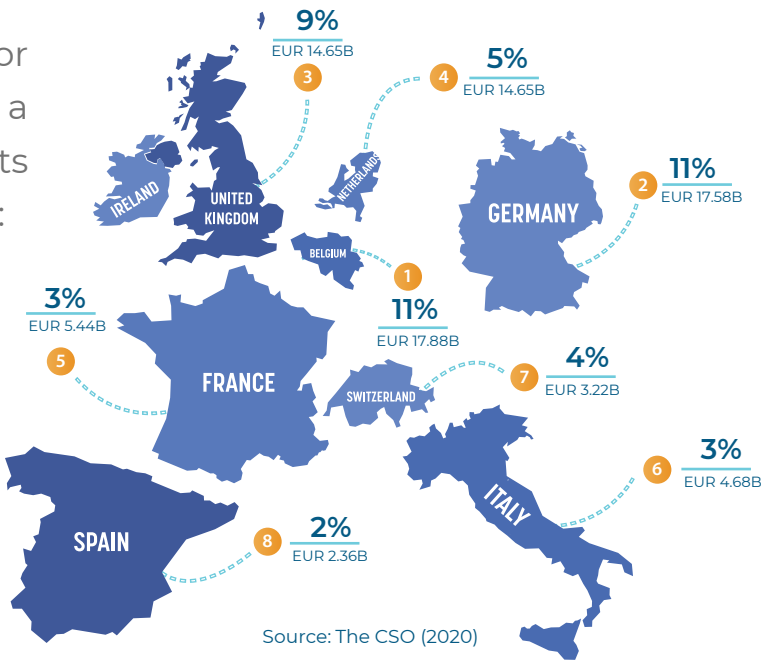 or
a
ts
:
9%
EUR 14.65B
3
5%
EUR 14.65B
4
IRELAND
UNITED
KINGDOM
NETHERLANDS
BELGIUM
GERMANY
2
11%
EUR 17.58B
1
11%
EUR 17.88B
3%
EUR 5.44B
5
FRANCE
SWITZERLAND
4%
EUR 3.22B
7
3%
EUR 4.68B
6
ITALY
SPAIN
2%
EUR 2.36B
8
Source: The CSO (2020)